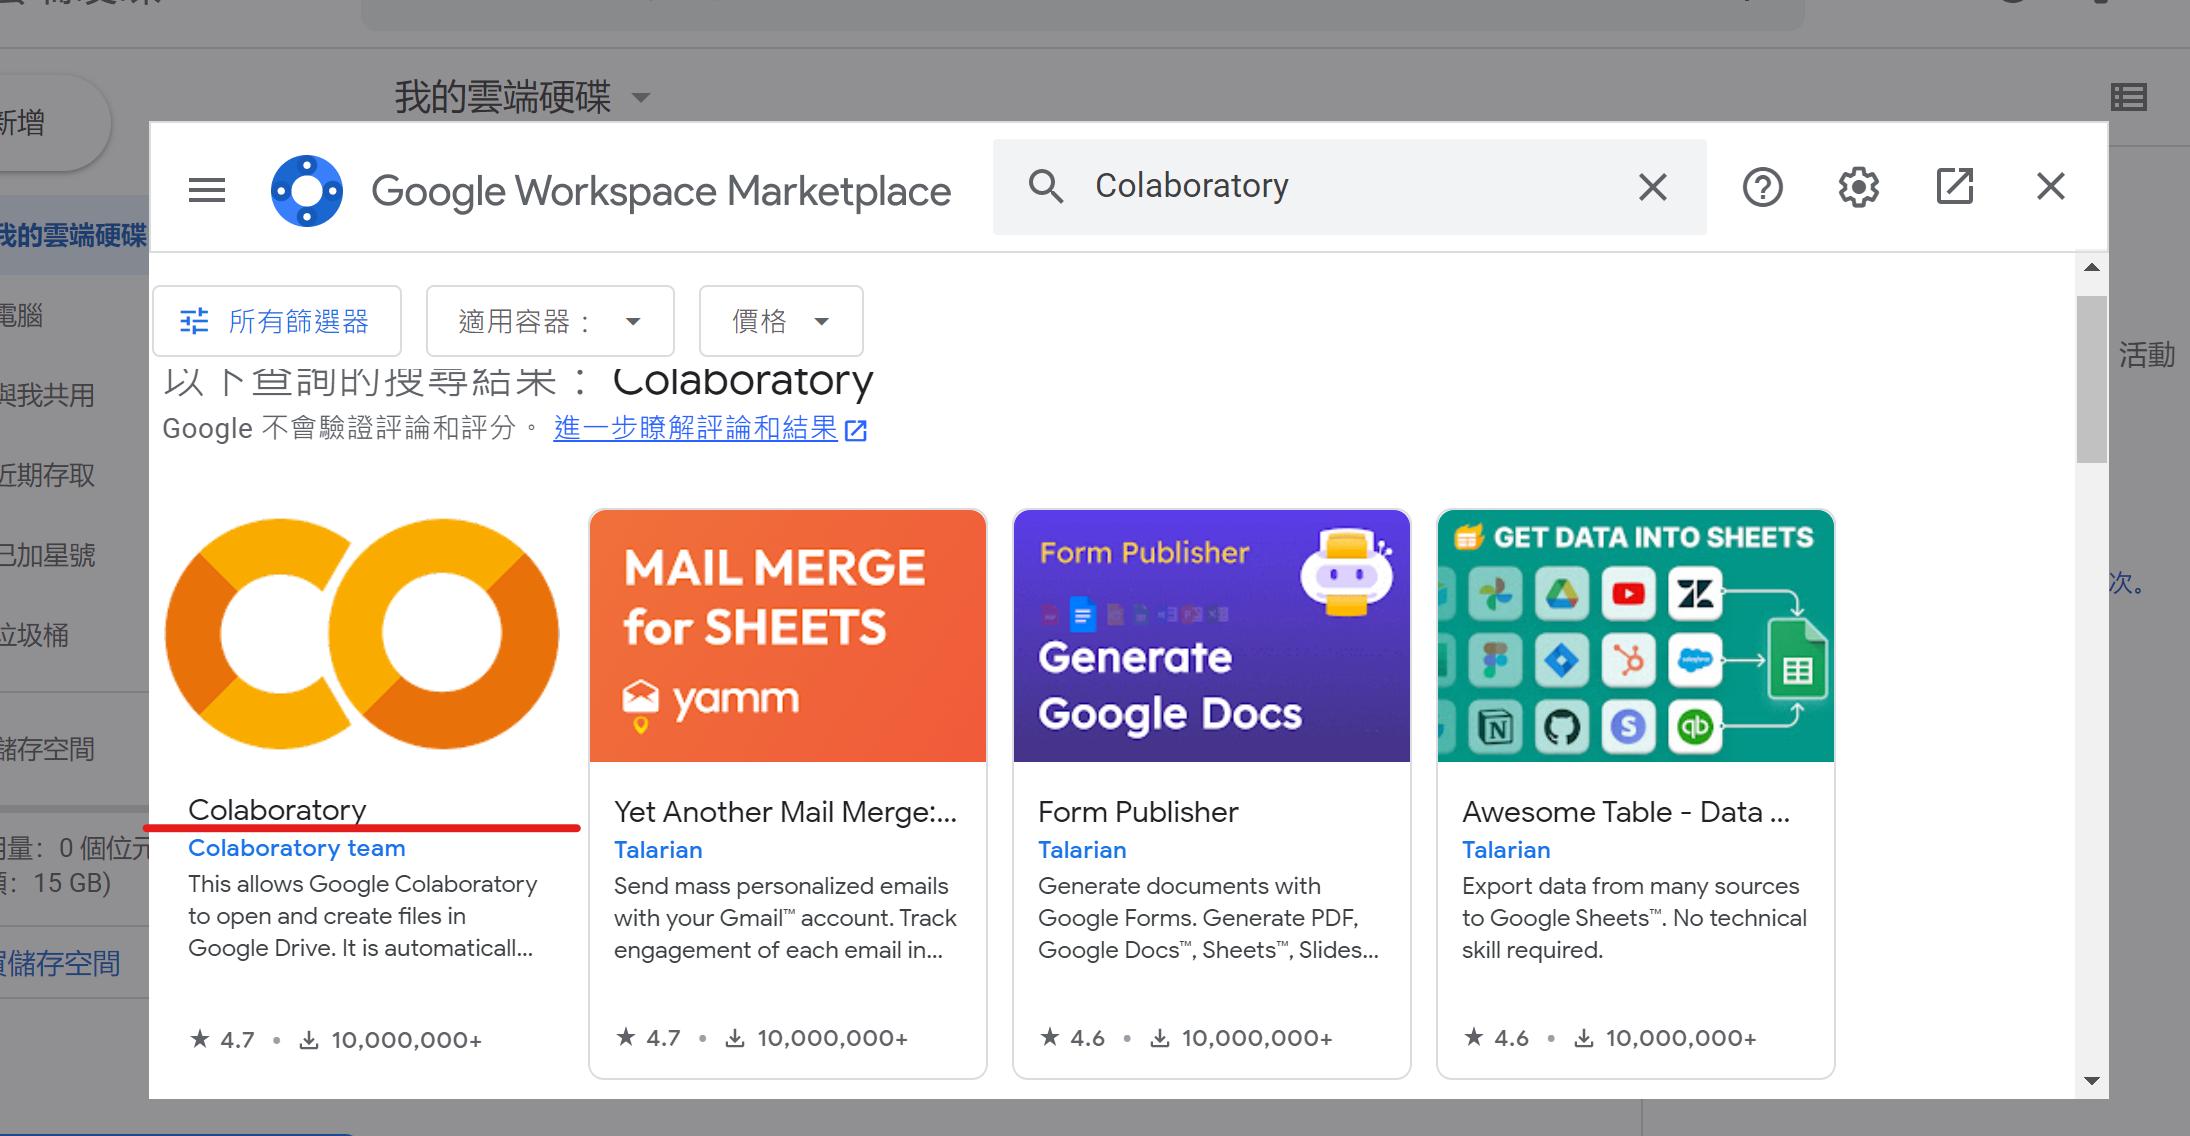 我的雲端硬碟
新增
Google Workspace Marketplace
Colaboratory
我的雲端硬碟
所有篩選器
適用容器：
價格
電腦
以下查詢的搜尋結果： Colaboratory
活動
與我共用
Google 不會驗證評論和評分。 進一步瞭解評論和結果
近期存取
已加星號
次。
垃圾桶
儲存空間
MAIL MERGE
for SHEETS
yamm
Form Publisher
Generate
Google Docs
GET DATA INTO SHEETS
Colaboratory
Colaboratory team
This allows Google Colaboratory
to open and create files in
Google Drive. It is automaticall...
4.7 • 10,000,000+
Yet Another Mail Merge:...
Talarian
Send mass personalized emails
with your Gmail™ account. Track
engagement of each email in...
4.7 • 10,000,000+
Form Publisher
Talarian
Generate documents with
Google Forms. Generate PDF,
Google Docs™, Sheets™, Slides...
4.6 • 10,000,000+
Awesome Table - Data ...
Talarian
Export data from many sources
to Google Sheets™. No technical
skill required.
4.6 • 10,000,000+
用量：0 個位元
15 GB)
儲存空間